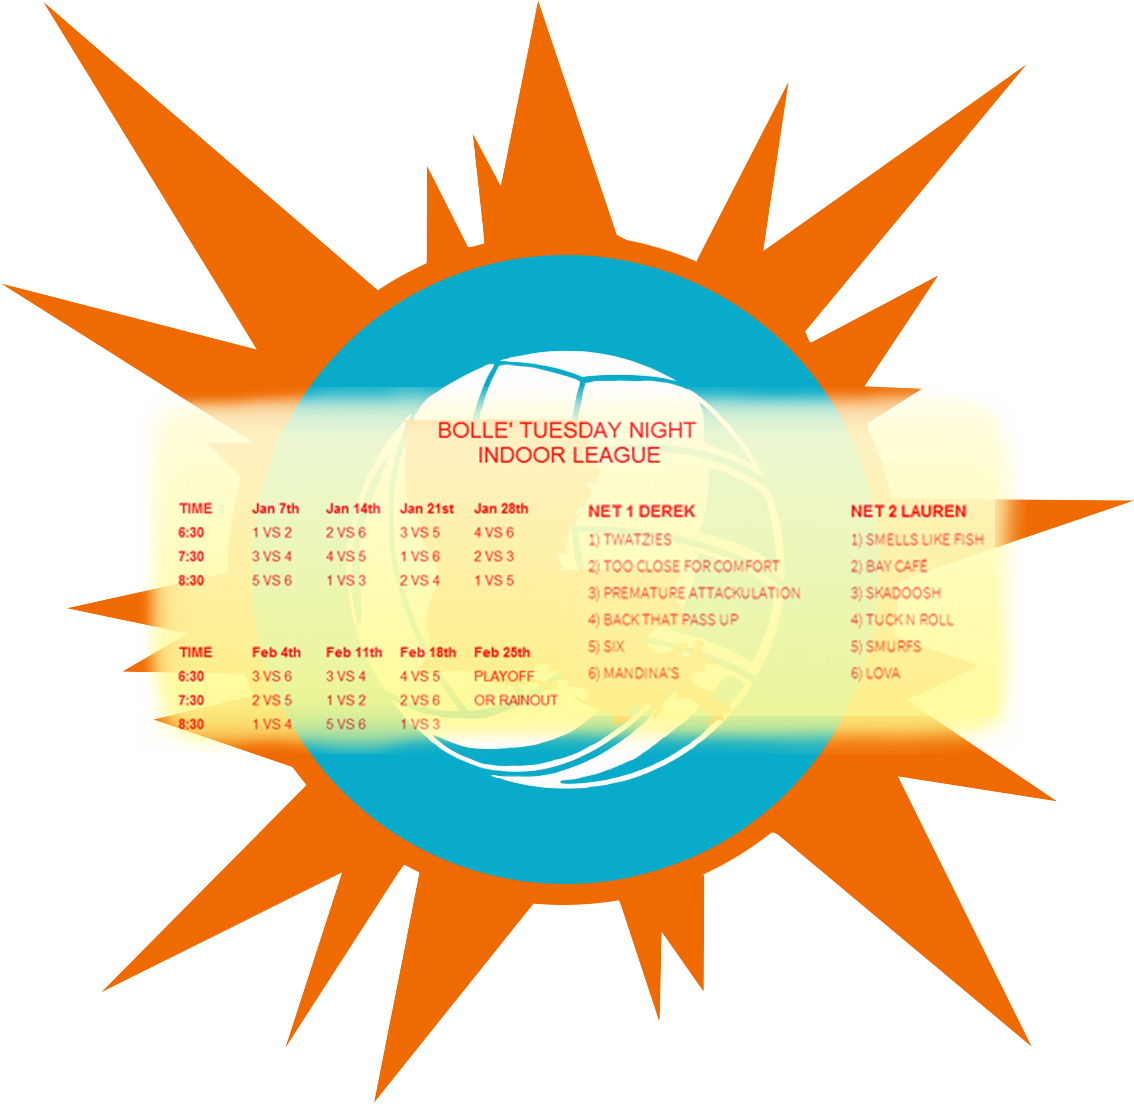 BOLLE' TUESDAY NIGHT
INDOOR LEAGUE
TIME Jan 7th Jan 14th Jan 21st Jan 28th
6:30 1 VS 2 2 VS 6 3 VS 5 4 VS 6
7:30 3 VS 4 4 VS 5 1 VS 6 2 VS 3
8:30 5 VS 6 1 VS 3 2 VS 4 1 VS 5
TIME Feb 4th Feb 11th Feb 18th Feb 25th
6:30 3 VS 6 3 VS 4 4 VS 5 PLAYOFF
7:30 2 VS 5 1 VS 2 2 VS 6 OR RAINOUT
8:30 1 VS 4 5 VS 6 1 VS 3
NET 1 DEREK
1) TWATZIES
2) TOO CLOSE FOR COMFORT
3) PREMATURE ATTACKULATION
4) BACK THAT PASS UP
5) SIX
6) MANDINA'S
NET 2 LAUREN
1) SMELLS LIKE FISH
2) BAY CAFÉ
3) SKADOOSH
4) TUCK N ROLL
5) SMURFS
6) LOVA